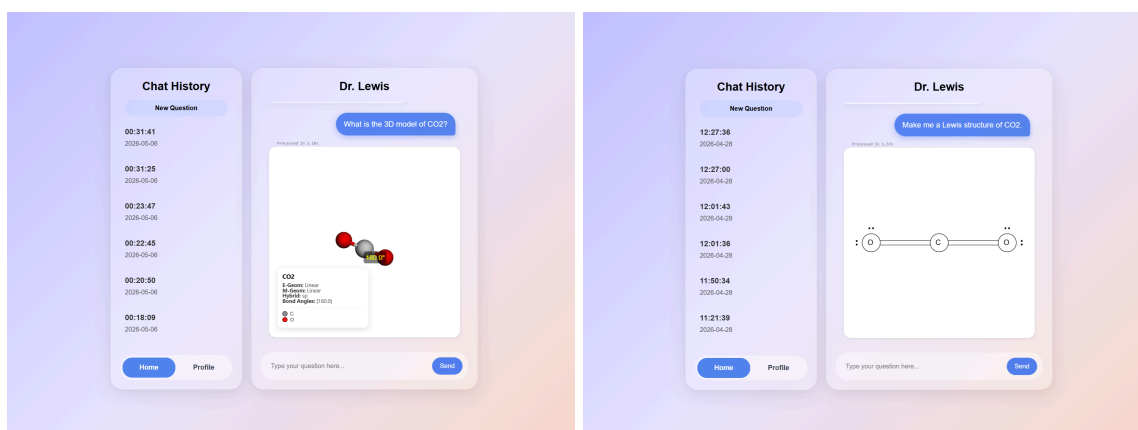 Chat History
New Question
00:31:41
2026-05-06
00:31:25
2026-05-06
00:23:47
2026-05-06
00:22:45
2026-05-06
00:20:50
2026-05-06
00:18:09
2026-05-06
Home
Profile
Dr. Lewis
What is the 3D model of CO2?
180.0°
CO2
E-Geom: Linear
M-Geom: Linear
Hybrid: sp
Bond Angles: [180.0]
C
O
Type your question here...
Send
Chat History
New Question
12:27:36
2026-04-28
12:27:00
2026-04-28
12:01:43
2026-04-28
12:01:36
2026-04-28
11:50:34
2026-04-28
11:21:39
2026-04-28
Home
Profile
Dr. Lewis
Make me a Lewis structure of CO2.
O C O
Type your question here...
Send